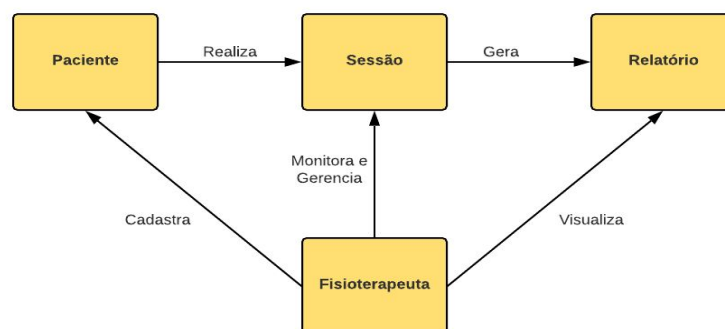 Paciente
Realiza
Sessão
Gera
Relatório
Monitora e
Gerencia
Cadastra
Visualiza
Fisioterapeuta